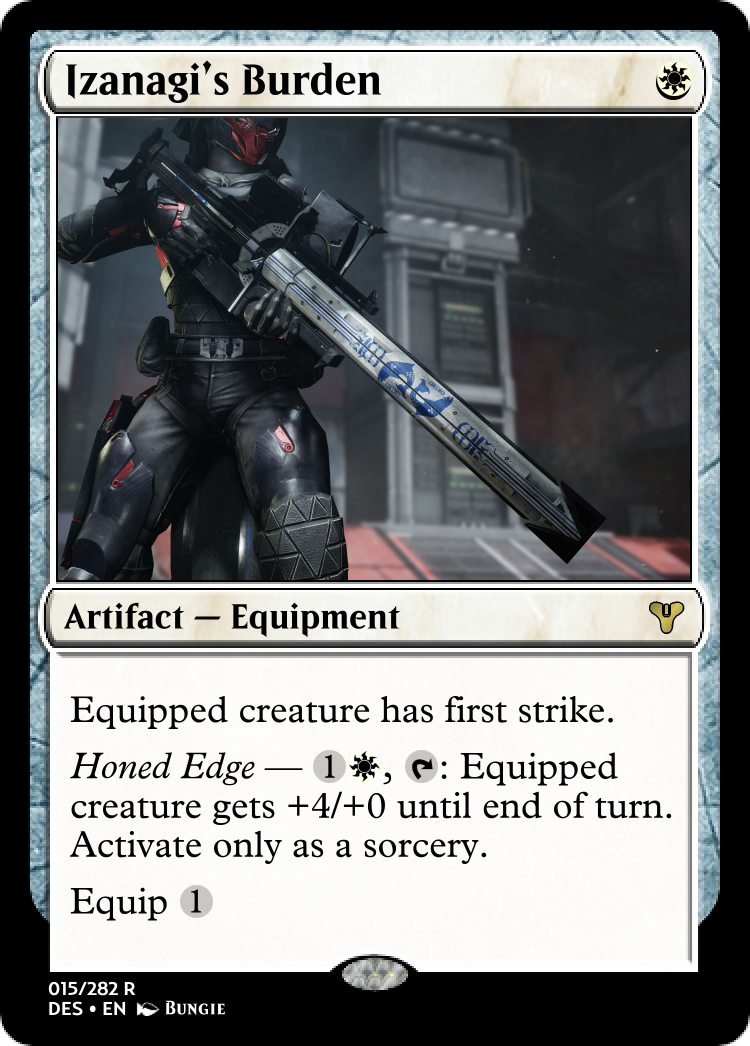 Izanagi's Burden
Artifact — Equipment
Equipped creature has first strike.
Honed Edge — 1, : Equipped
creature gets +4/+0 until end of turn.
Activate only as a sorcery.
Equip 1
015/282 R
DES • EN Bungie